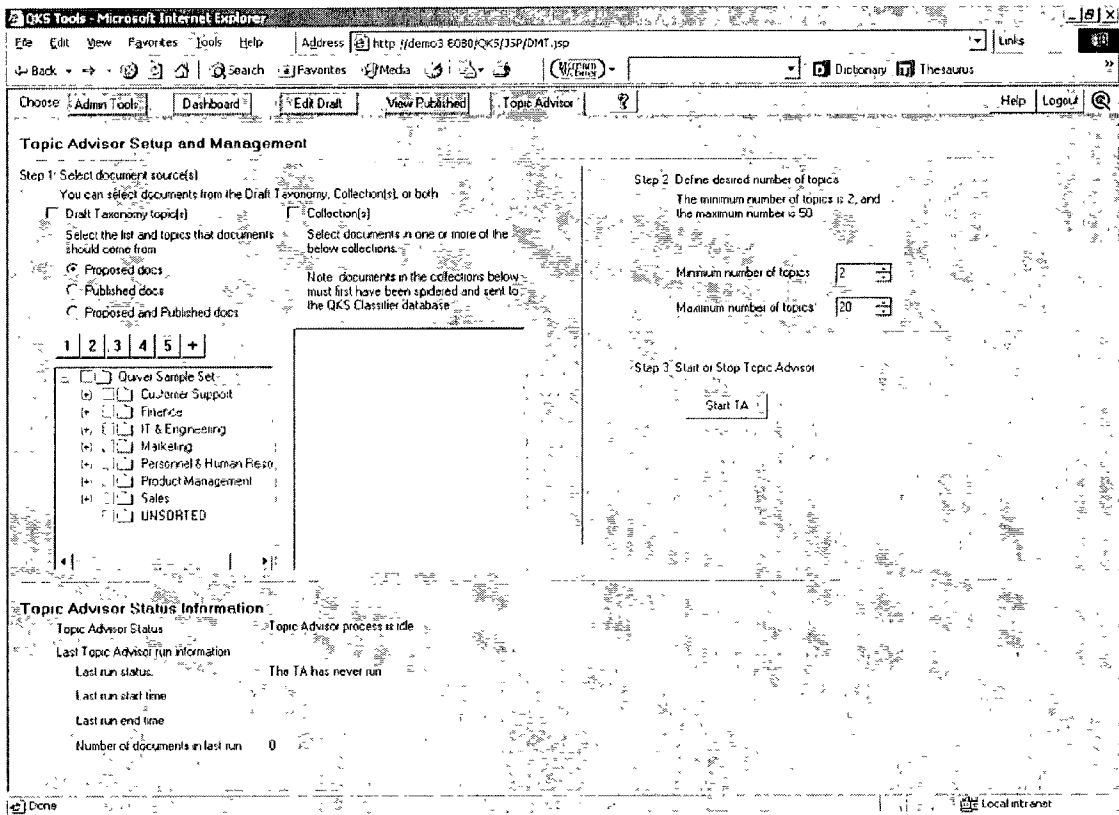 QKS Tools - Microsoft Internet Explorer
File Edit View Favorites Tools Help Address http //demo3 8080/QKS/JSP/DMT.jsp Links
Back Search Favorites Media Dictionary Thesaurus
Choose Admin Tools Dashboard Edit Draft View Published Topic Advisor ? Help Logout
Topic Advisor Setup and Management
Step 1: Select document source(s)
You can select documents from the Draft Taxonomy, Collection(s), or both
Draft Taxonomy topic(s)
Select the list and topics that documents
should come from
Proposed docs
Published docs
Proposed and Published docs
1 2 3 4 5 +
Quiver Sample Set
Customer Support
Finance
IT & Engineering
Marketing
Personnel & Human Reso
Product Management
Sales
UNSORTED
Collection(s)
Select documents in one or more of the
below collections.
Note documents in the collections below
must first have been spidered and sent to
the QKS Classifier database
Step 2 Define desired number of topics
The minimum number of topics is 2, and
the maximum number is 50
Minimum number of topics 2
Maximum number of topics 20
Step 3 Start or Stop Topic Advisor
Start TA
Topic Advisor Status Information
Topic Advisor Status Topic Advisor process is idle
Last Topic Advisor run information
Last run status. The TA has never run
Last run start time
Last run end time
Number of documents in last run 0
Done Local intranet